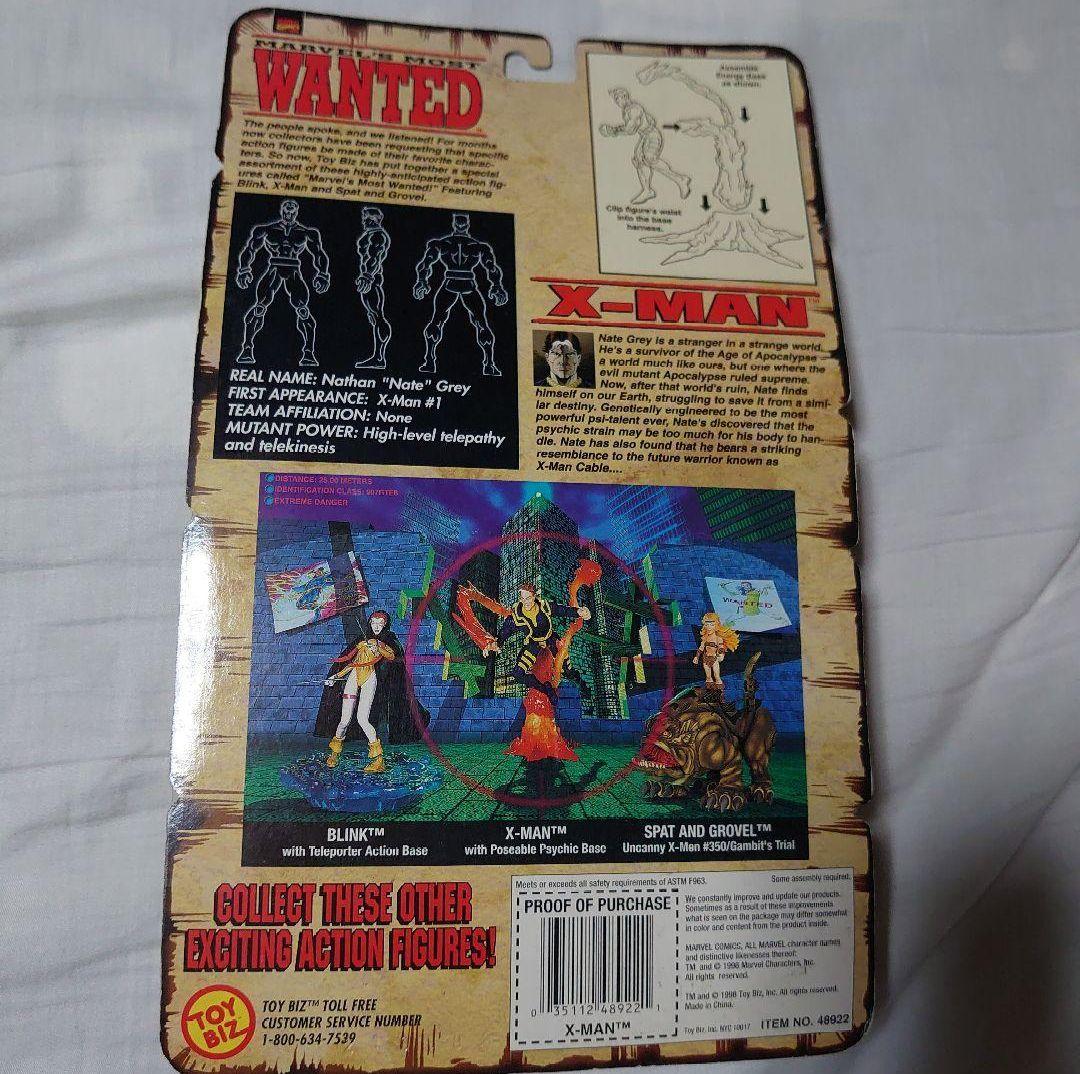 MARVEL'S MOST
WANTED
The people spoke, and we listened! For months
now collectors have been requesting that specific
action figures be made of their favorite charac-
ters. So now, Toy Biz has put together a special
assortment of these highly-anticipated action fig-
ures called "Marvel's Most Wanted!" Featuring
Blink, X-Man and Spat and Grovel.
Assemble
Energy Base
as shown.
Clip figure's waist
into the base
harness.
REAL NAME: Nathan "Nate" Grey
FIRST APPEARANCE: X-Man #1
TEAM AFFILIATION: None
MUTANT POWER: High-level telepathy
and telekinesis
X-MAN™
Nate Grey is a stranger in a strange world.
He's a survivor of the Age of Apocalypse—
a world much like ours, but one where the
evil mutant Apocalypse ruled supreme.
Now, after that world's ruin, Nate finds
himself on our Earth, struggling to save it from a simi-
lar destiny. Genetically engineered to be the most
powerful psi-talent ever, Nate's discovered that the
psychic strain may be too much for his body to han-
dle. Nate has also found that he bears a striking
resemblance to the future warrior known as
X-Man Cable....
DISTANCE: 25.00 METERS
IDENTIFICATION CLASS:
EXTREME DANGER
WANTED
BLINK™
with Teleporter Action Base
X-MAN™
with Poseable Psychic Base
SPAT AND GROVEL™
Uncanny X-Men #350/Gambit's Trial
COLLECT THESE OTHER
EXCITING ACTION FIGURES!
TOY
BIZ
TOY BIZ™ TOLL FREE
CUSTOMER SERVICE NUMBER
1-800-634-7539
Meets or exceeds all safety requirements of ASTM F963.
Some assembly required.
PROOF OF PURCHASE
0 35112 48922 1
X-MAN™
We constantly improve and update our products.
Sometimes as a result of these improvements
what is seen on the package may differ somewhat
in color and content from the product inside.
MARVEL COMICS, ALL MARVEL character names
and distinctive likenesses thereof:
TM and © 1998 Marvel Characters, Inc.
All rights reserved.
TM and © 1998 Toy Biz, Inc. All rights reserved.
Made in China.
Toy Biz, Inc. NYC 10017
ITEM NO. 48922